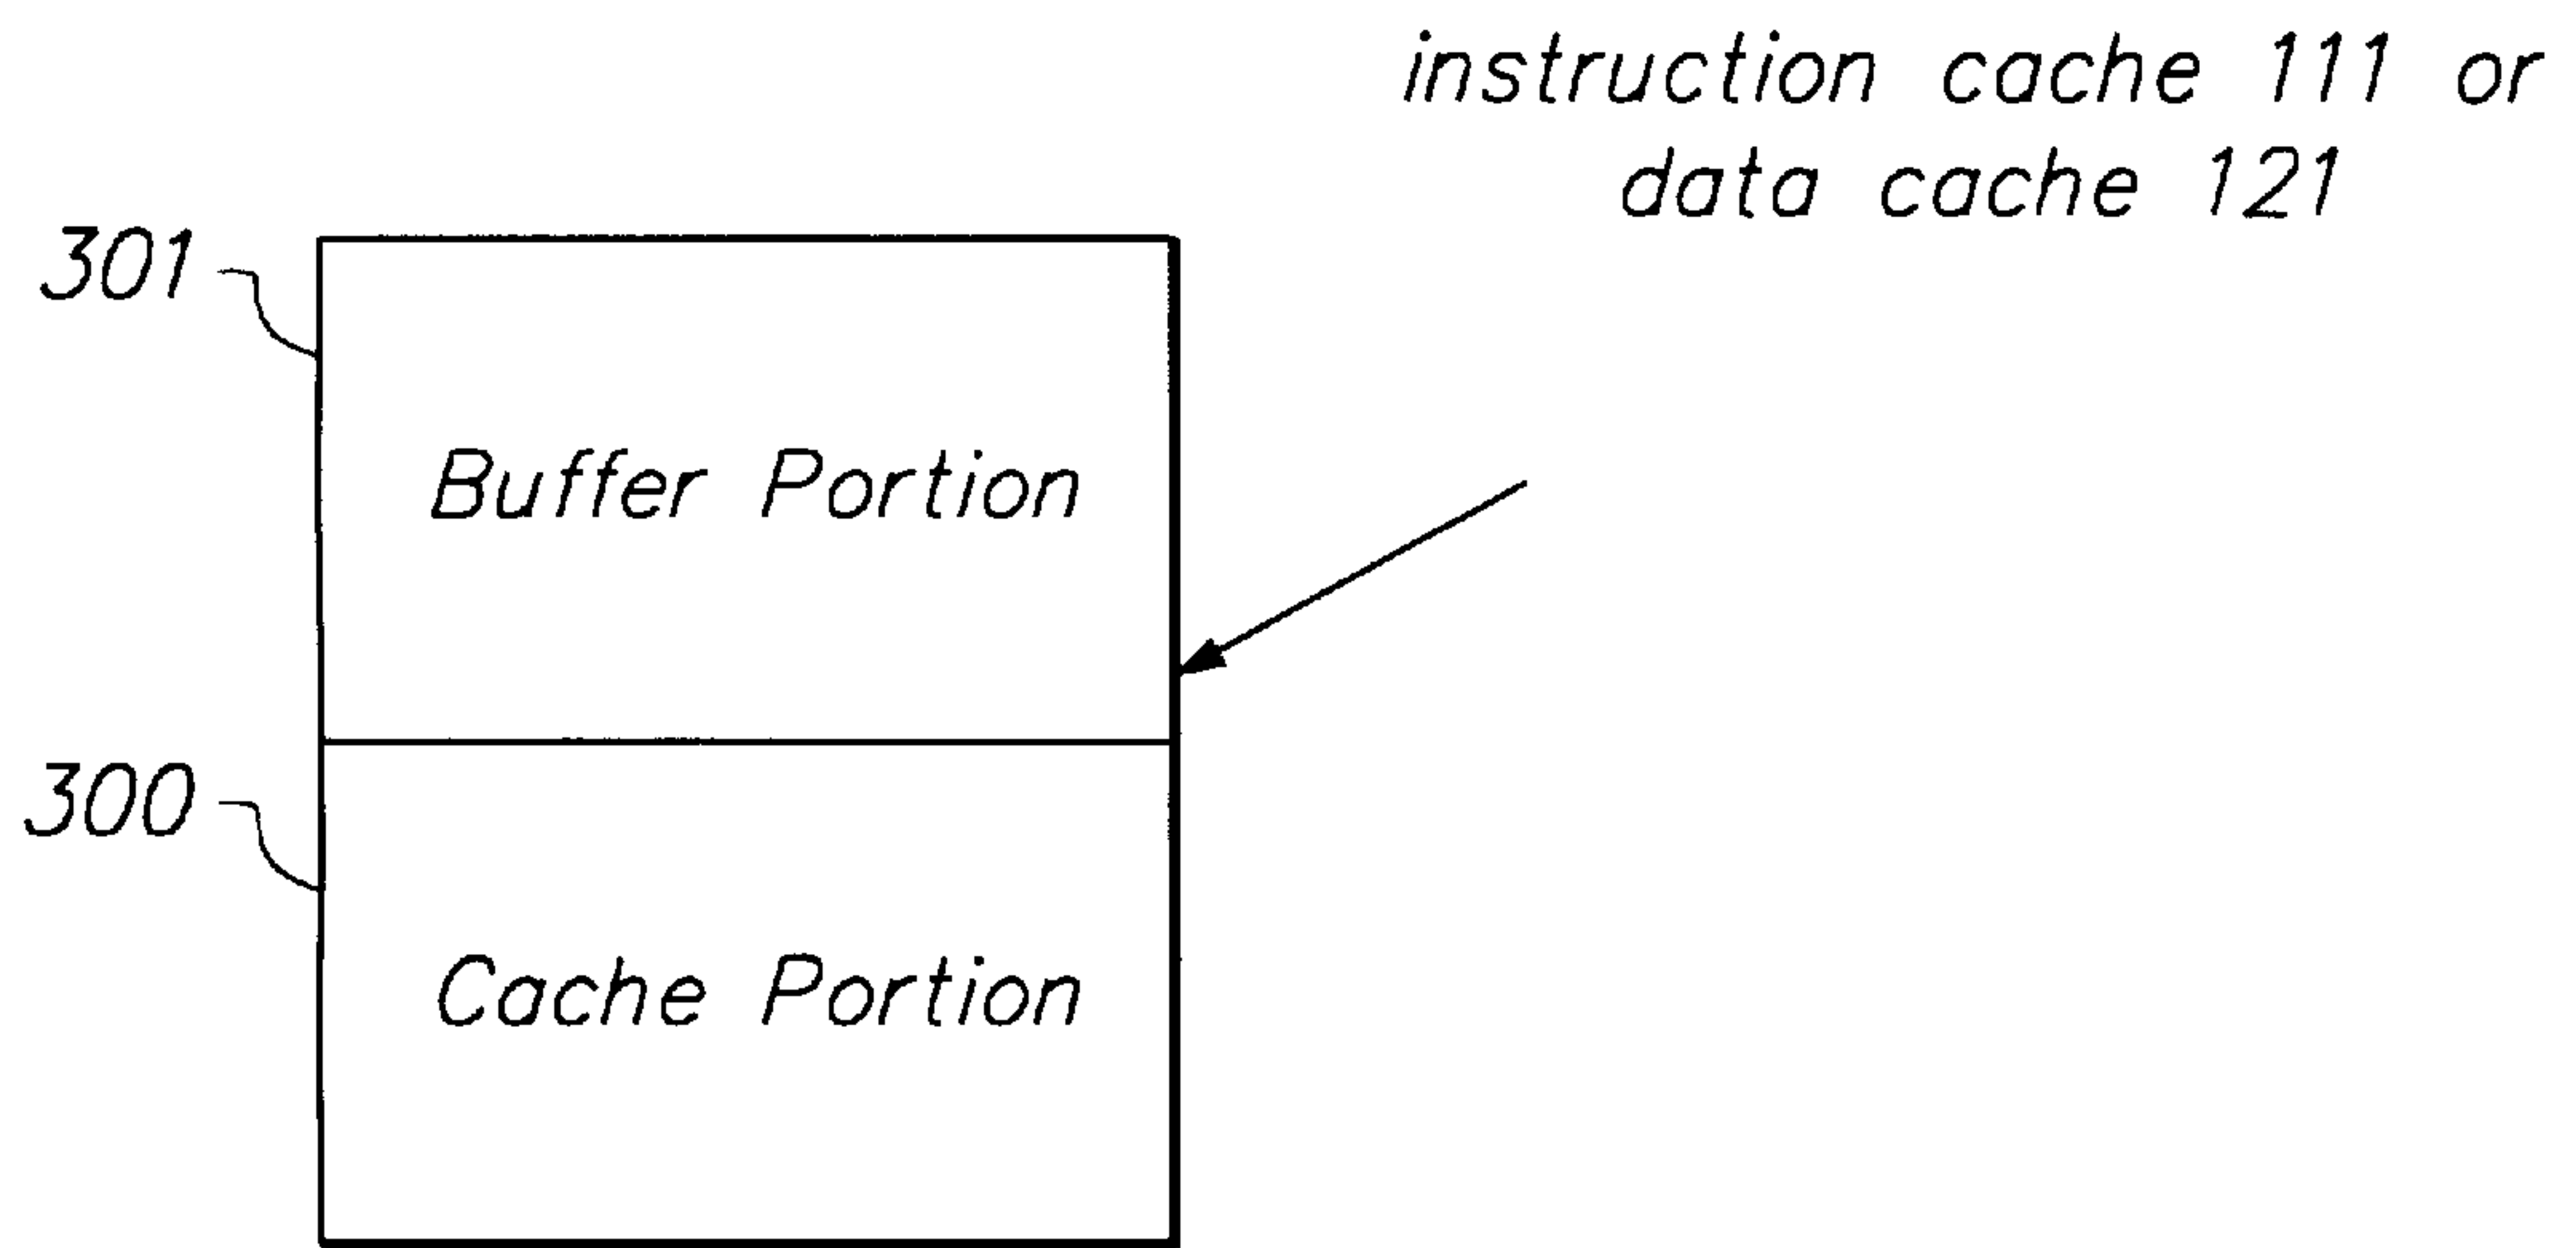 instruction cache 111 or
data cache 121
301
Buffer Portion
300
Cache Portion